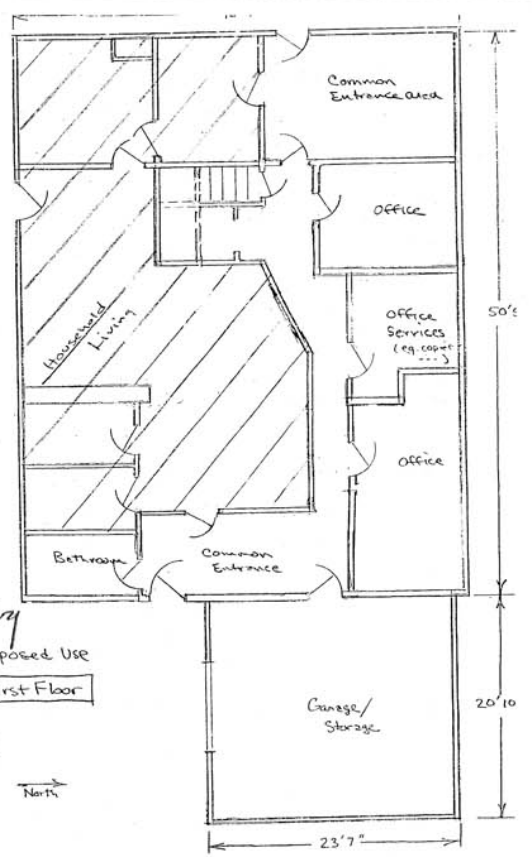 Common
Entrance area
Office
50'
Office
Services
(eg. copier
---)
Household
Living
Office
Bathroom
Common
Entrance
posed Use
rst Floor
Garage/
Storage
20'10
North
23'7"